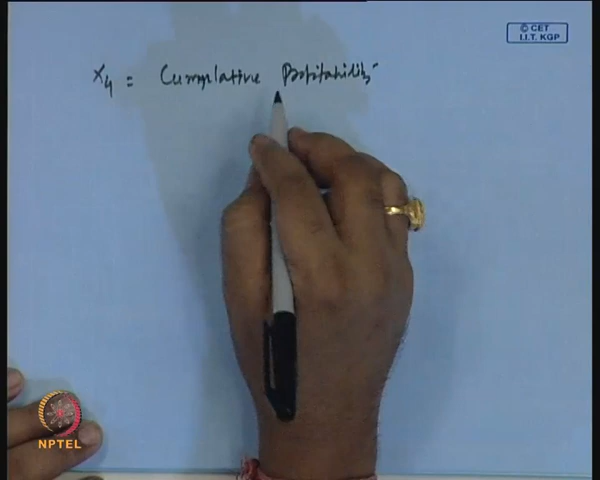 © CET
I.I.T. KGP
X4 = Cumulative Profitability
NPTEL